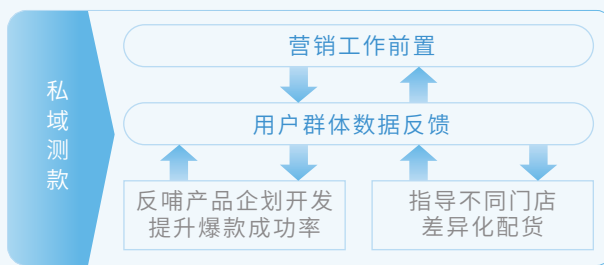 私域测款
营销工作前置
用户群体数据反馈
反哺产品企划开发
提升爆款成功率
指导不同门店
差异化配货